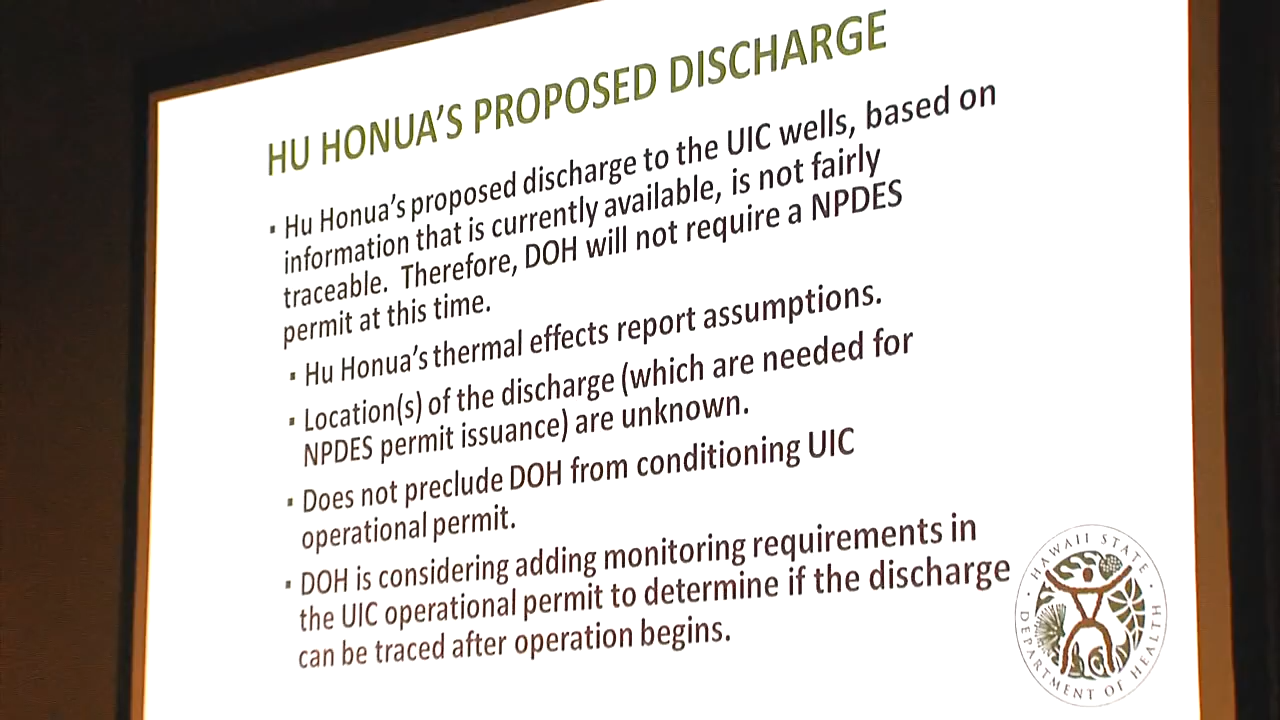 HU HONUA'S PROPOSED DISCHARGE
▪ Hu Honua's proposed discharge to the UIC wells, based on
information that is currently available, is not fairly
traceable.  Therefore, DOH will not require a NPDES
permit at this time.
▪ Hu Honua's thermal effects report assumptions.
▪ Location(s) of the discharge (which are needed for
NPDES permit issuance) are unknown.
▪ Does not preclude DOH from conditioning UIC
operational permit.
▪ DOH is considering adding monitoring requirements in
the UIC operational permit to determine if the discharge
can be traced after operation begins.
HAWAII STATE
DEPARTMENT OF HEALTH